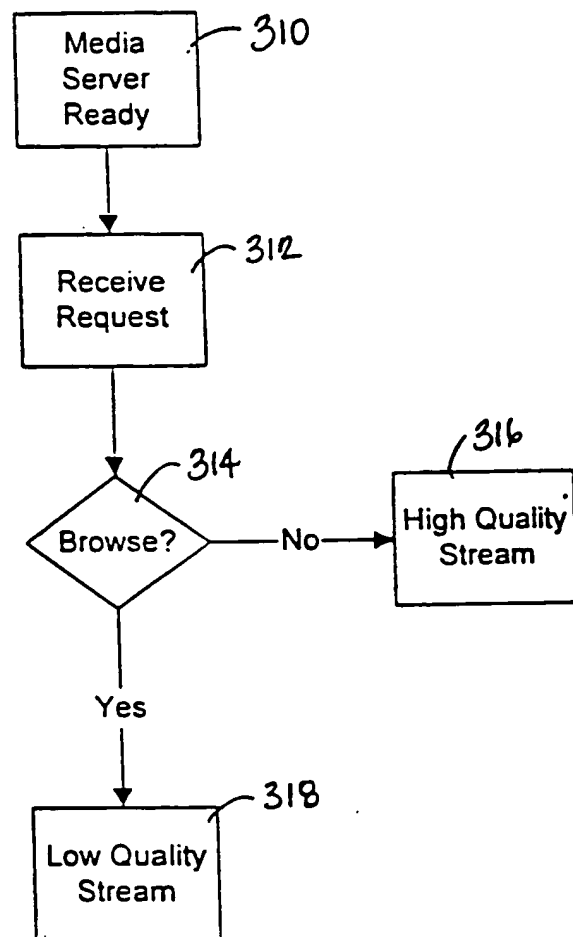 Media
Server
Ready
310
Receive
Request
312
Browse?
314
No
High Quality
Stream
316
Yes
Low Quality
Stream
318